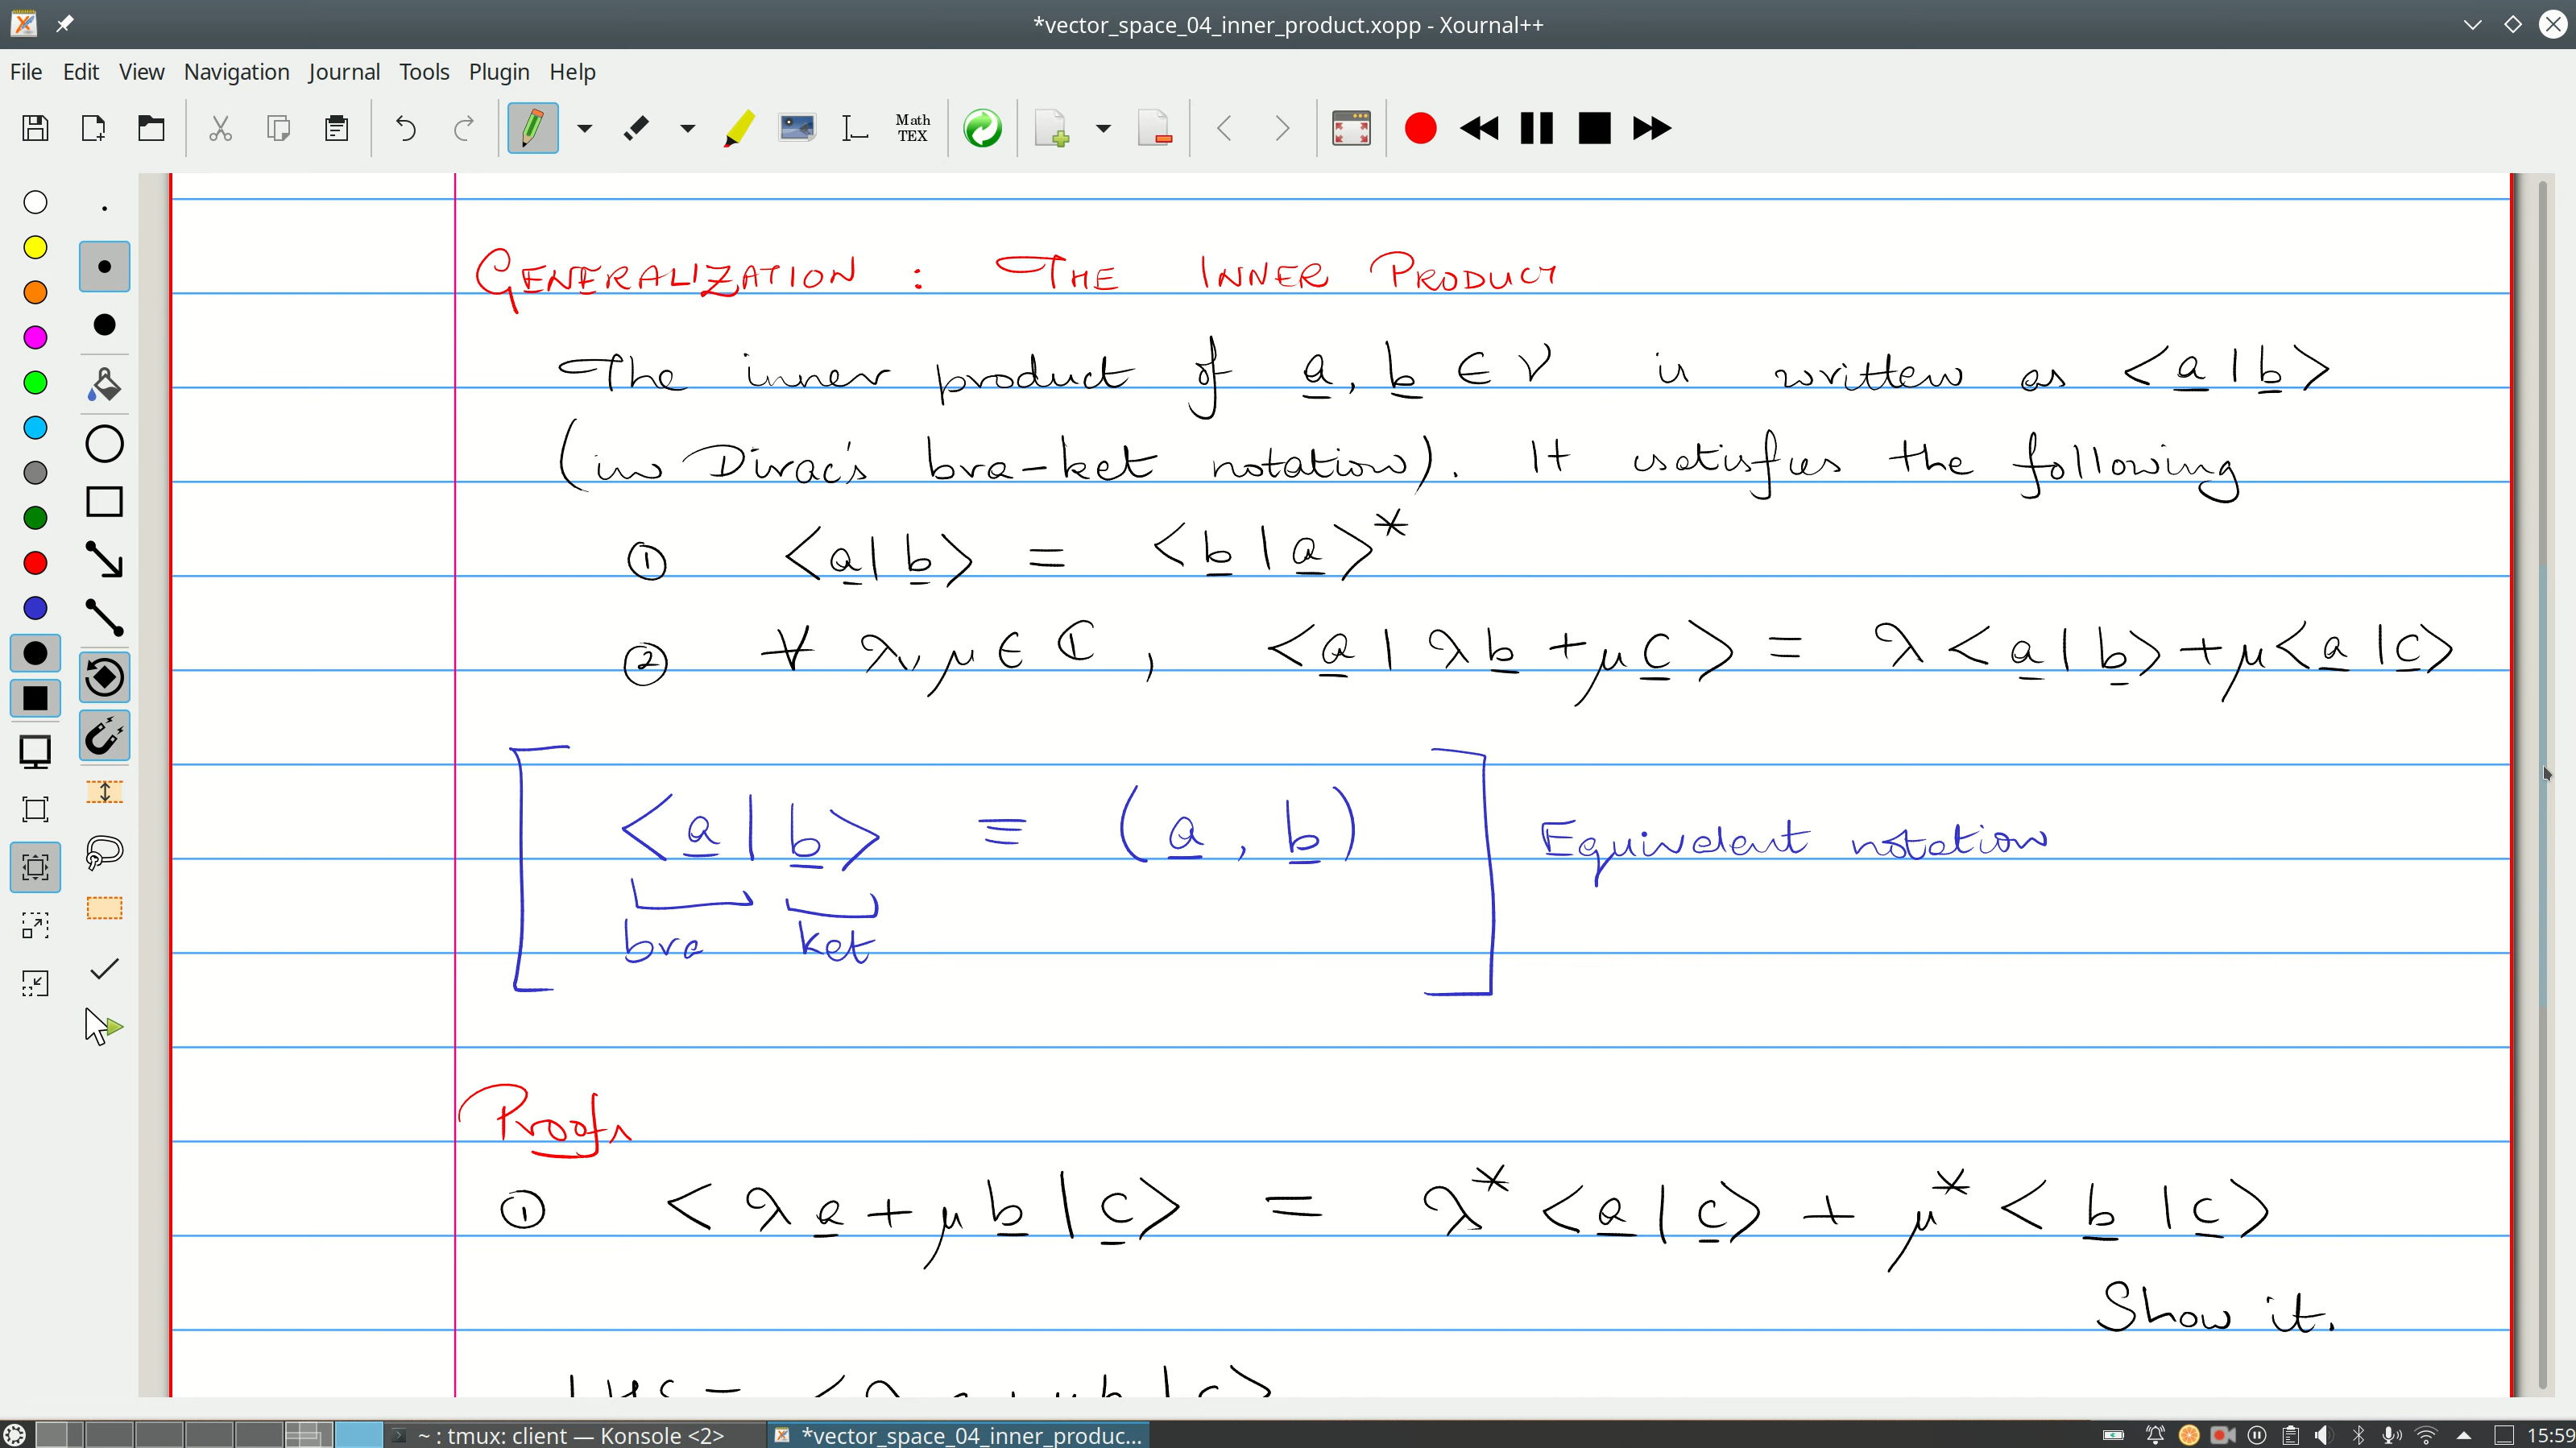 *vector_space_04_inner_product.xopp - Xournal++
File Edit View Navigation Journal Tools Plugin Help
Math
TEX
GENERALIZATION : THE INNER PRODUCT
The inner product of a, b ∈ V is written as <a|b>
(in Dirac's bra-ket notation). It satisfies the following
① <a|b> = <b|a>*
② ∀ λ, μ ∈ ℂ, <a|λb + μc> = λ<a|b> + μ<a|c>
<a|b> ≡ (a, b) Equivalent notation
bra ket
Proofs
① <λa + μb|c> = λ*<a|c> + μ*<b|c>
Show it.
~ : tmux: client — Konsole <2> *vector_space_04_inner_produc... 15:59